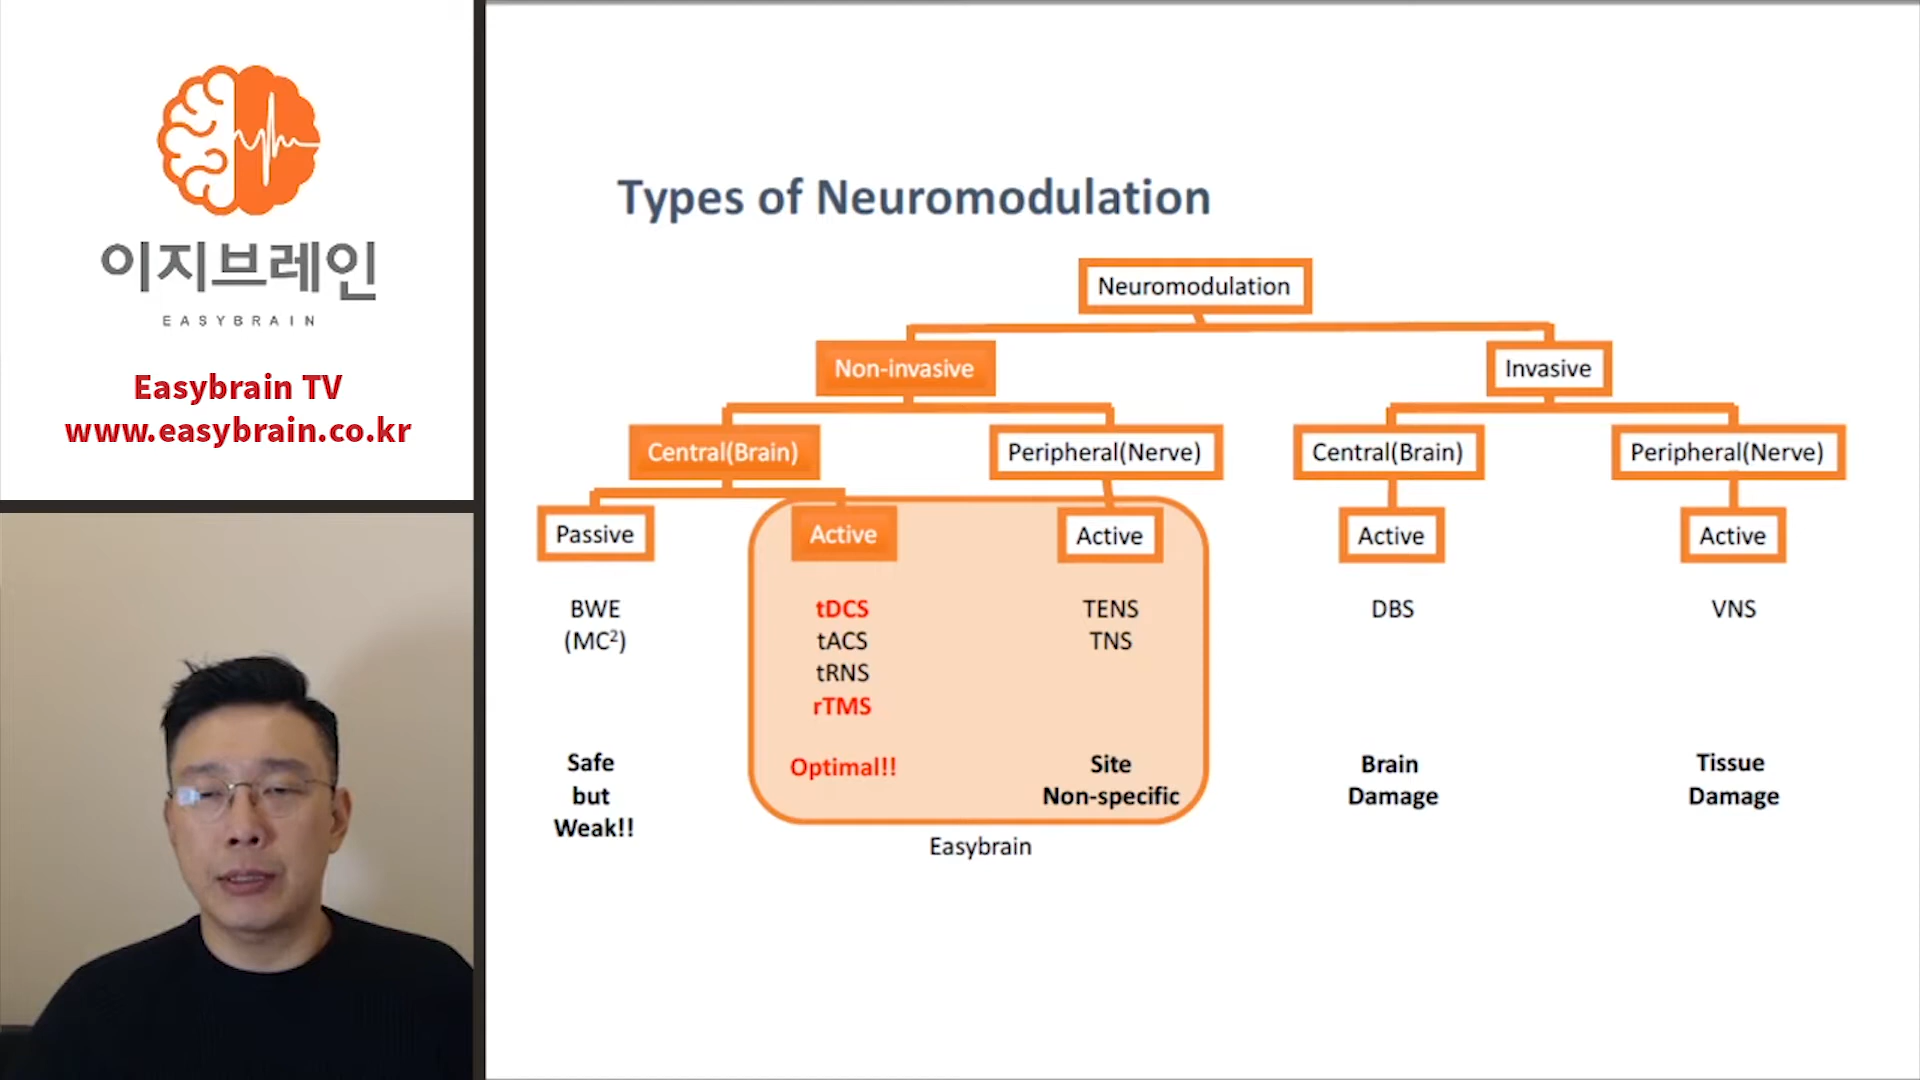 이지브레인
EASYBRAIN
Easybrain TV
www.easybrain.co.kr
Types of Neuromodulation
Neuromodulation
Non-invasive
Invasive
Central(Brain)
Peripheral(Nerve)
Central(Brain)
Peripheral(Nerve)
Passive
Active
Active
Active
Active
BWE
(MC²)
tDCS
tACS
tRNS
rTMS
TENS
TNS
DBS
VNS
Safe
but
Weak!!
Optimal!!
Site
Non-specific
Brain
Damage
Tissue
Damage
Easybrain